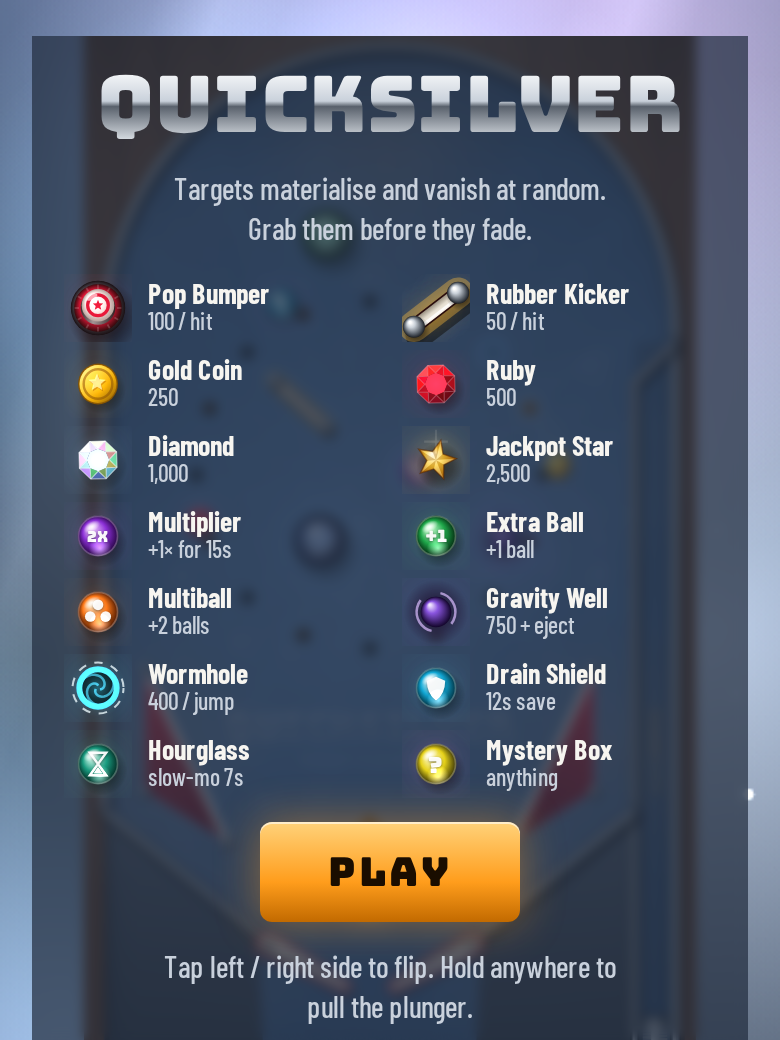 QUICKSILVER
Targets materialise and vanish at random.
Grab them before they fade.
Pop Bumper
100 / hit
Rubber Kicker
50 / hit
Gold Coin
250
Ruby
500
Diamond
1,000
Jackpot Star
2,500
2X
Multiplier
+1× for 15s
+1
Extra Ball
+1 ball
Multiball
+2 balls
Gravity Well
750 + eject
Wormhole
400 / jump
Drain Shield
12s save
Hourglass
slow-mo 7s
?
Mystery Box
anything
PLAY
Tap left / right side to flip. Hold anywhere to
pull the plunger.